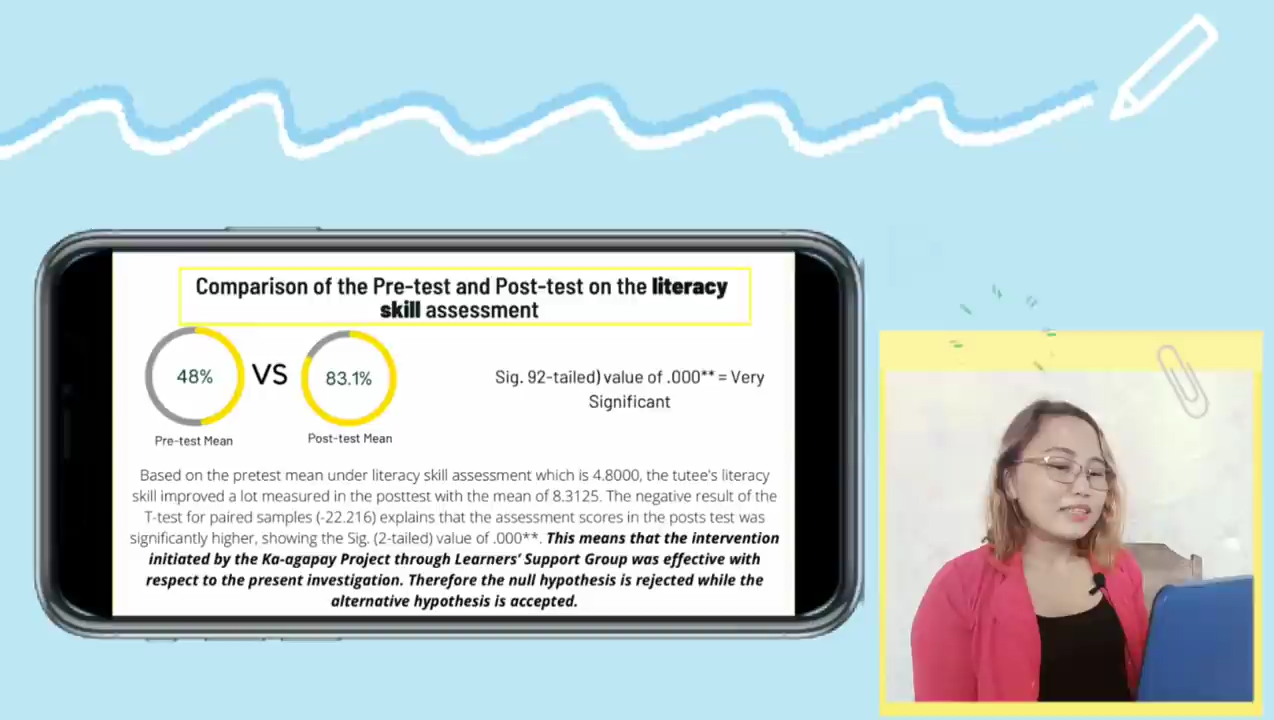 Comparison of the Pre-test and Post-test on the literacy
skill assessment
48%
VS
83.1%
Pre-test Mean
Post-test Mean
Sig. 92-tailed) value of .000** = Very
Significant
Based on the pretest mean under literacy skill assessment which is 4.8000, the tutee's literacy
skill improved a lot measured in the posttest with the mean of 8.3125. The negative result of the
T-test for paired samples (-22.216) explains that the assessment scores in the posts test was
significantly higher, showing the Sig. (2-tailed) value of .000**. This means that the intervention
initiated by the Ka-agapay Project through Learners’ Support Group was effective with
respect to the present investigation. Therefore the null hypothesis is rejected while the
alternative hypothesis is accepted.